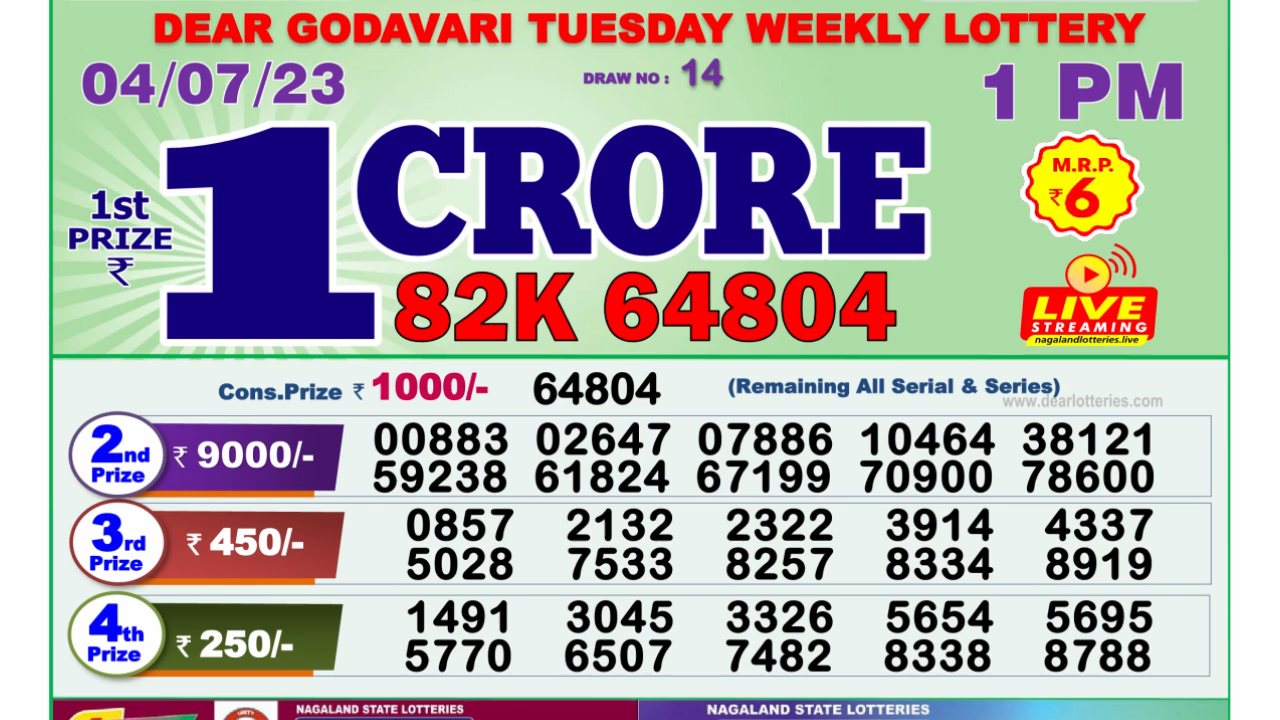 DEAR GODAVARI TUESDAY WEEKLY LOTTERY
04/07/23
DRAW NO : 14
1 PM
1st
PRIZE
₹
1 CRORE
M.R.P.
₹6
82K 64804
LIVE
STREAMING
nagalandlotteries.live
Cons.Prize ₹ 1000/- 64804 (Remaining All Serial & Series)
www.dearlotteries.com
2nd
Prize
₹ 9000/-
00883 02647 07886 10464 38121
59238 61824 67199 70900 78600
3rd
Prize
₹ 450/-
0857 2132 2322 3914 4337
5028 7533 8257 8334 8919
4th
Prize
₹ 250/-
1491 3045 3326 5654 5695
5770 6507 7482 8338 8788
NAGALAND STATE LOTTERIES
UNITY
NAGALAND STATE LOTTERIES